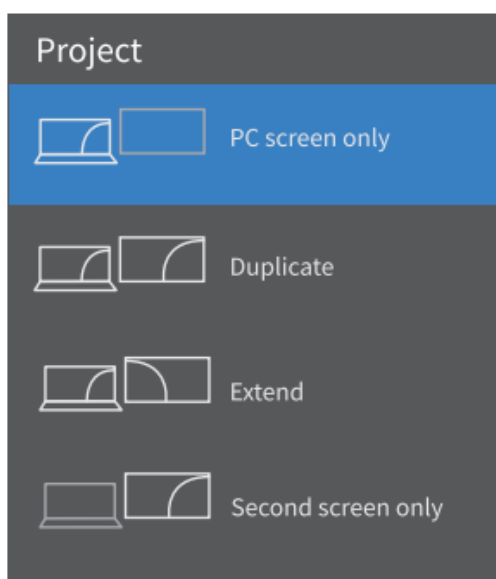 Project
PC screen only
Duplicate
Extend
Second screen only